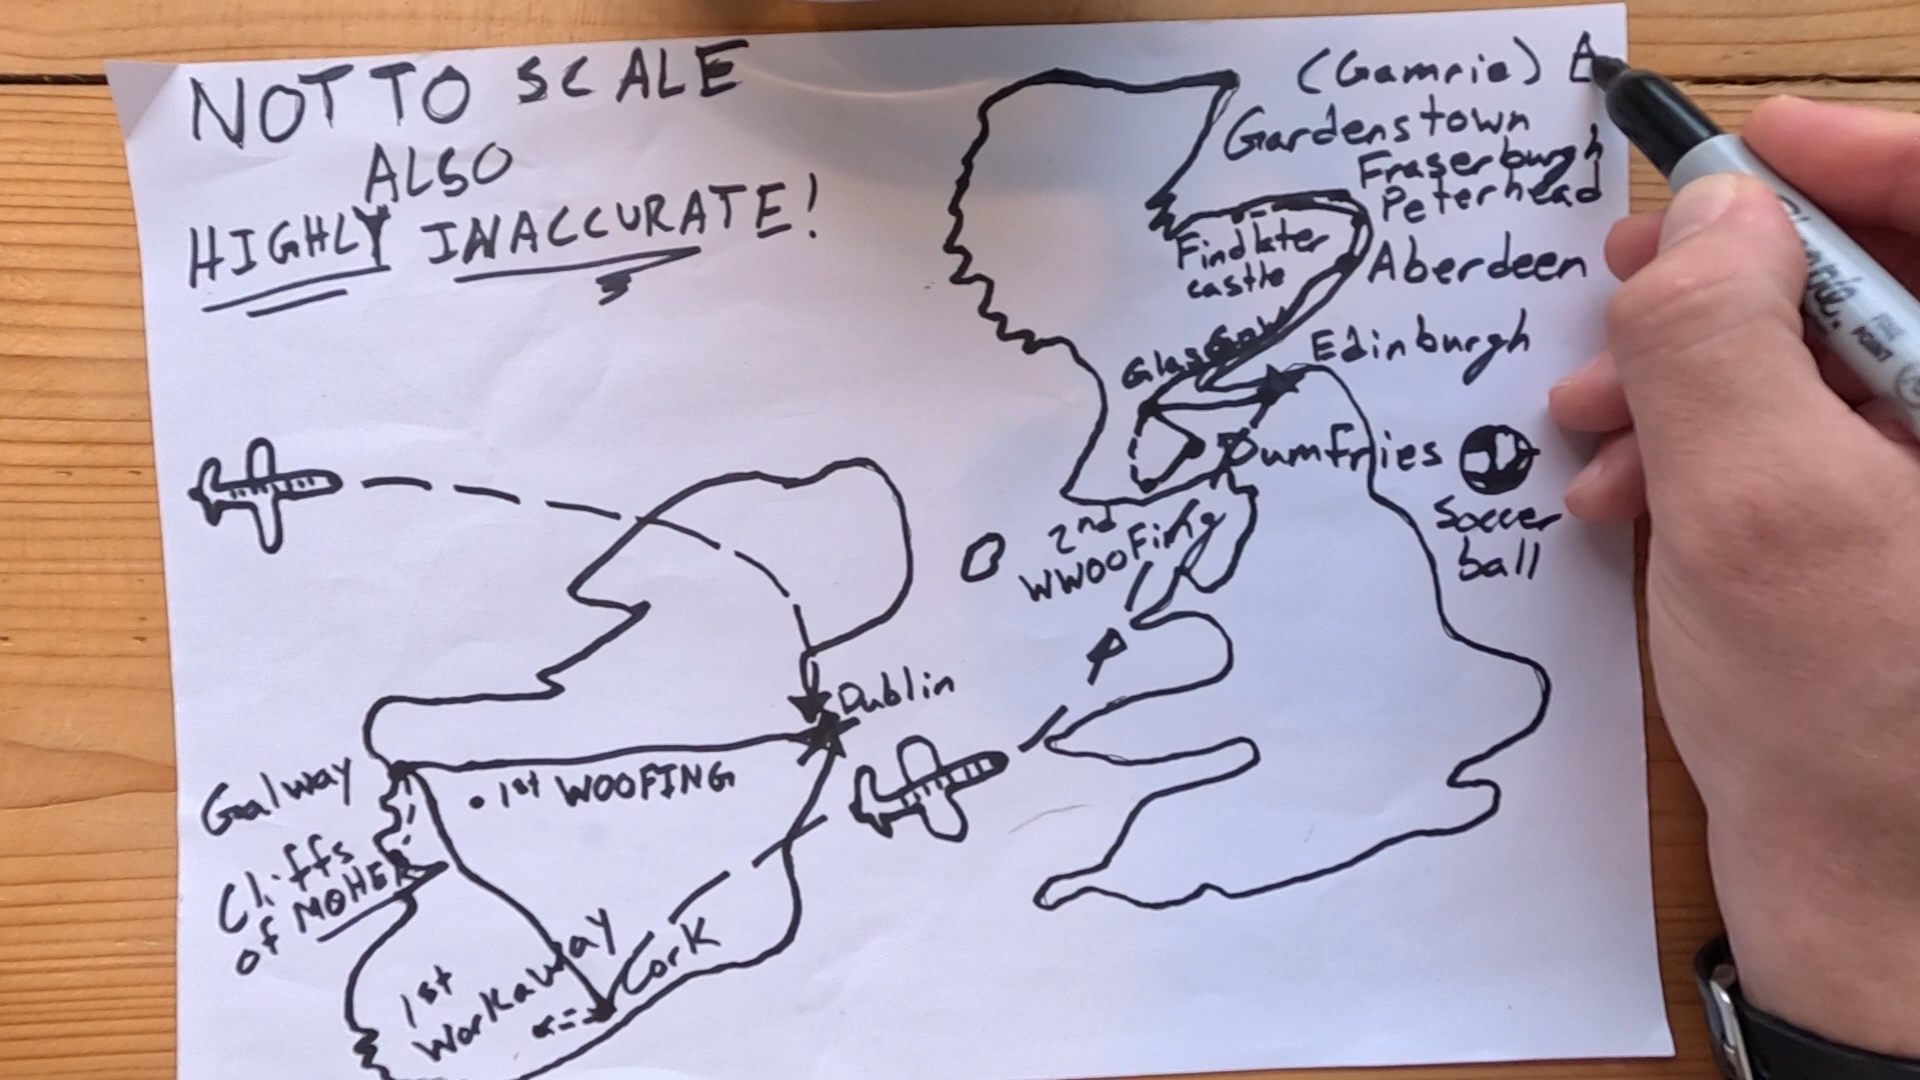 NOT TO SCALE
ALSO
HIGHLY INACCURATE!
(Gamrie)
Gardenstown
Fraserburgh
Peterhead
Findlater
castle
Aberdeen
Edinburgh
Glasgow
Dumfries
Soccer
ball
2nd
WWOOFing
Dublin
Galway
1st WOOFING
Cliffs
of MOHER
1st
Workaway
Cork